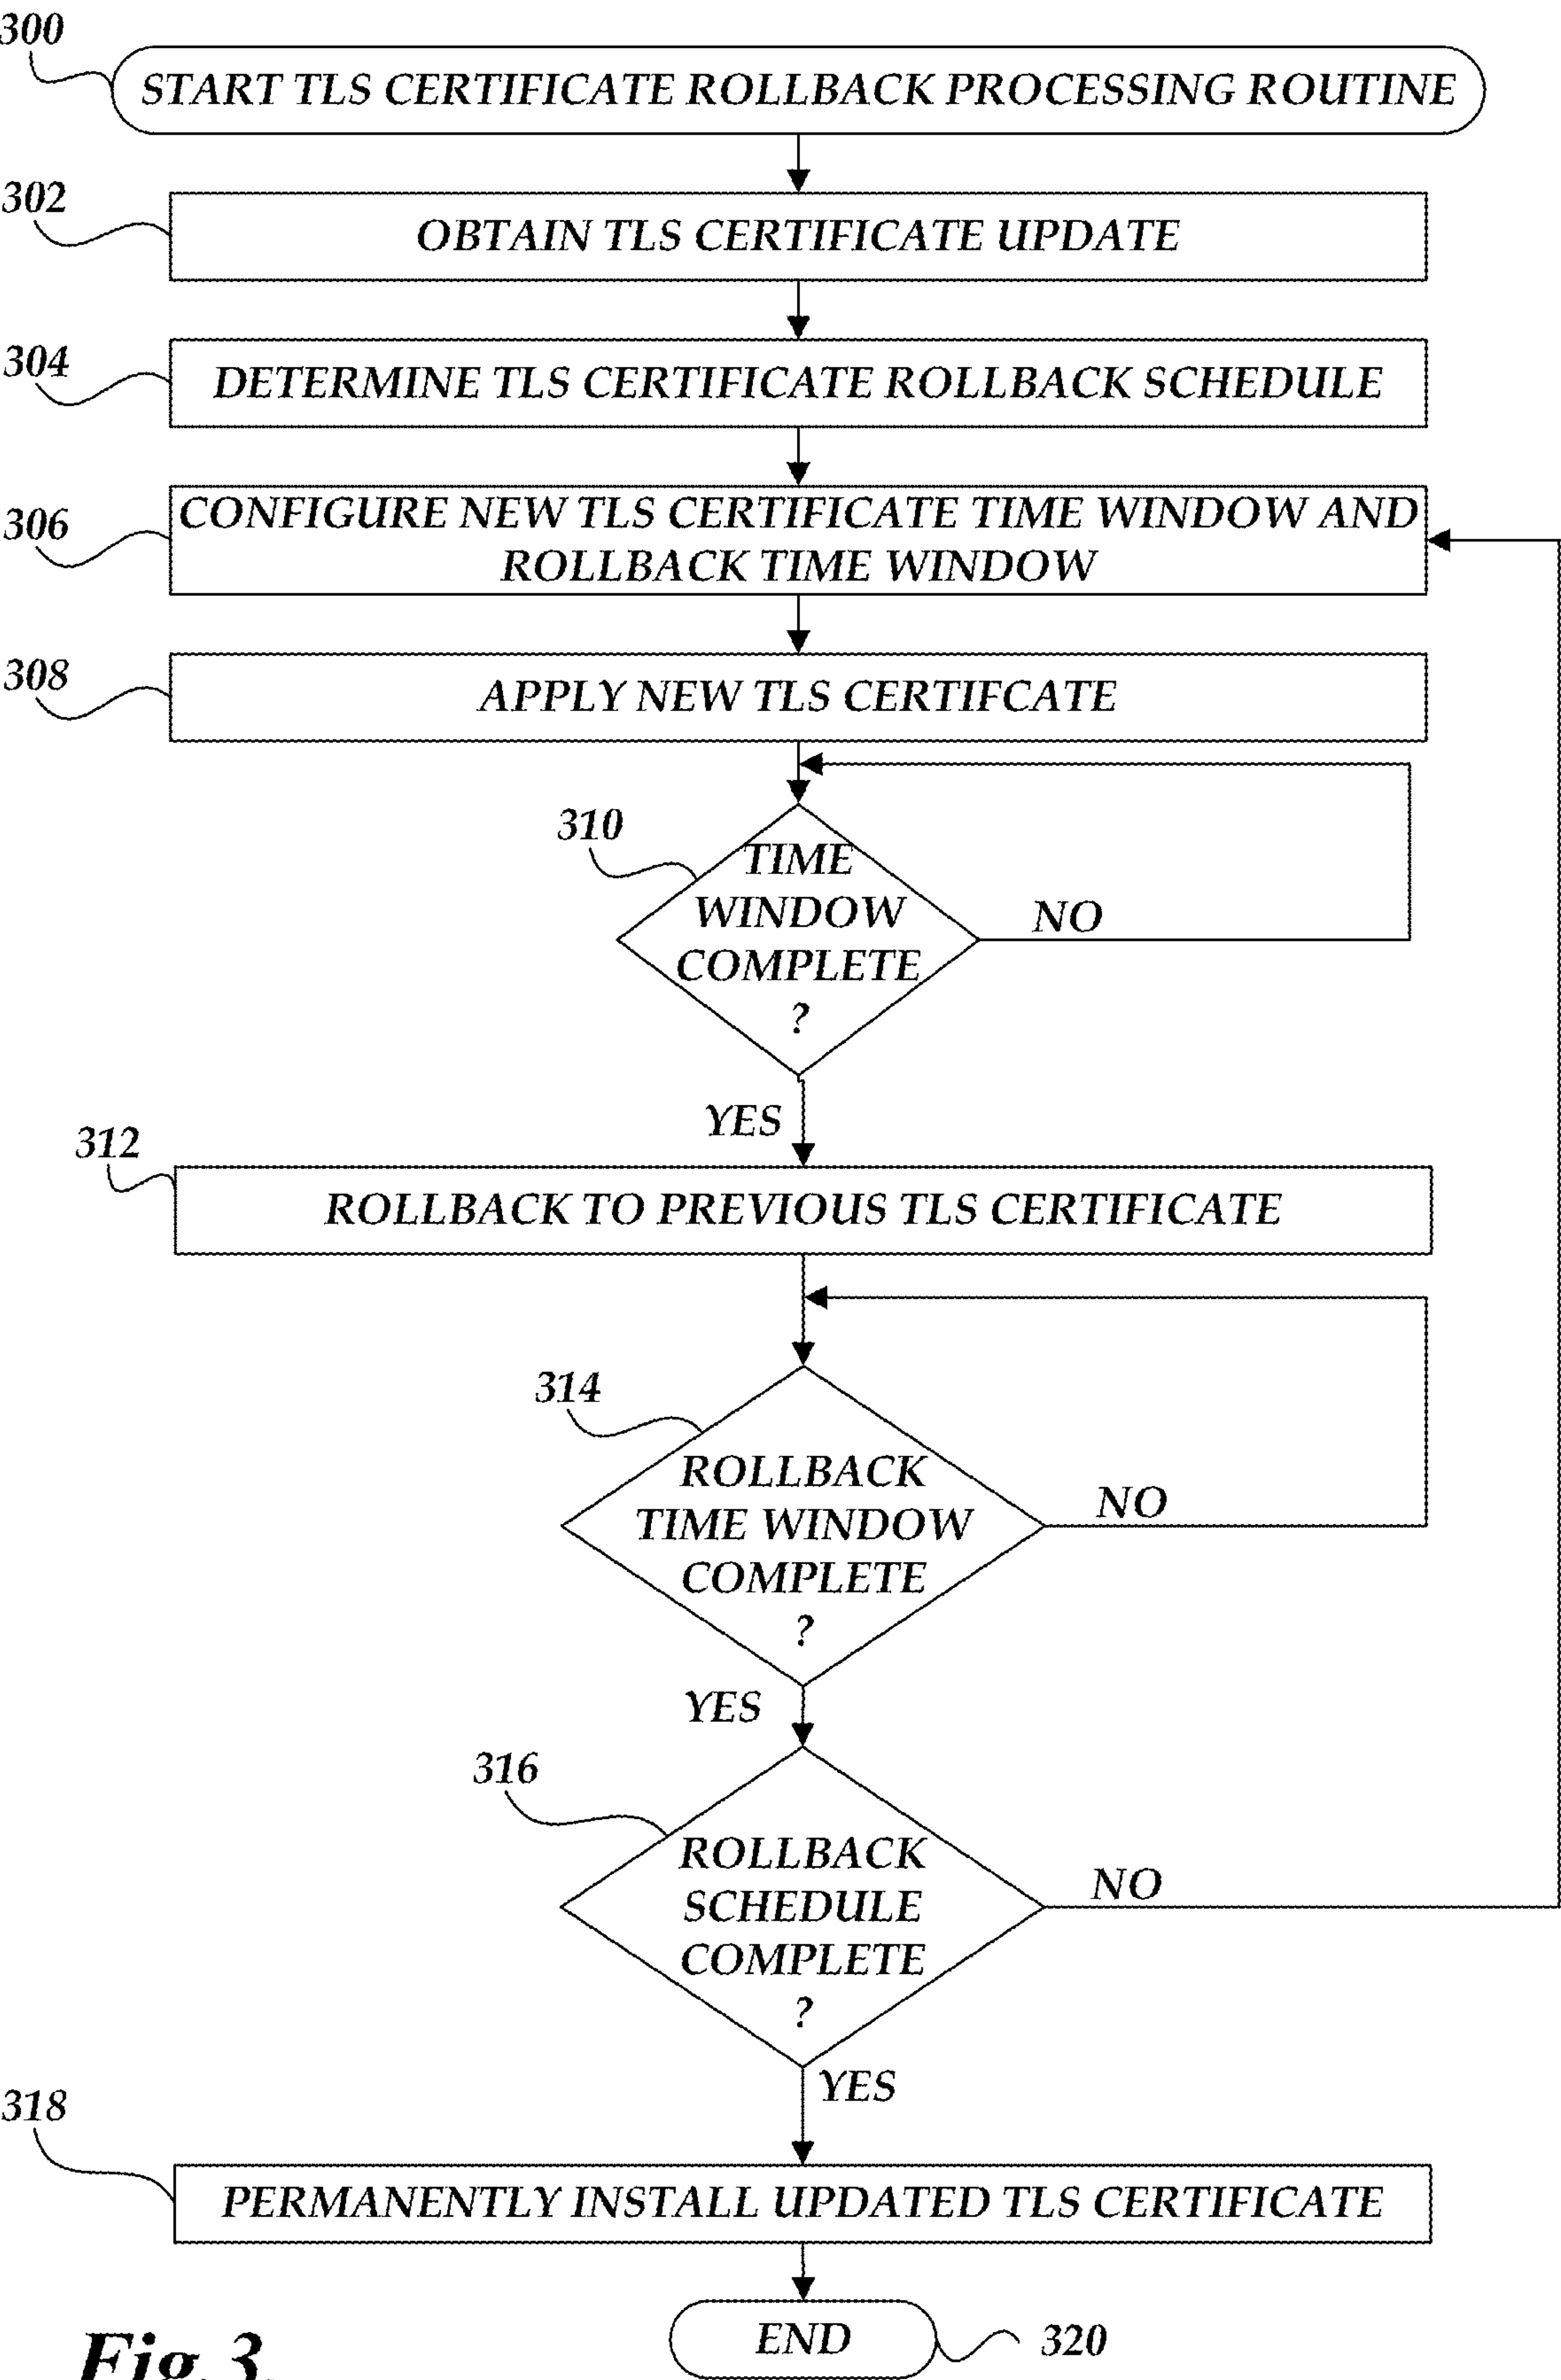 300
START TLS CERTIFICATE ROLLBACK PROCESSING ROUTINE
302
OBTAIN TLS CERTIFICATE UPDATE
304
DETERMINE TLS CERTIFICATE ROLLBACK SCHEDULE
306
CONFIGURE NEW TLS CERTIFICATE TIME WINDOW AND
ROLLBACK TIME WINDOW
308
APPLY NEW TLS CERTIFCATE
310
TIME
WINDOW
COMPLETE
?
NO
YES
312
ROLLBACK TO PREVIOUS TLS CERTIFICATE
314
ROLLBACK
TIME WINDOW
COMPLETE
?
NO
YES
316
ROLLBACK
SCHEDULE
COMPLETE
?
NO
YES
318
PERMANENTLY INSTALL UPDATED TLS CERTIFICATE
END
320
Fig.3.